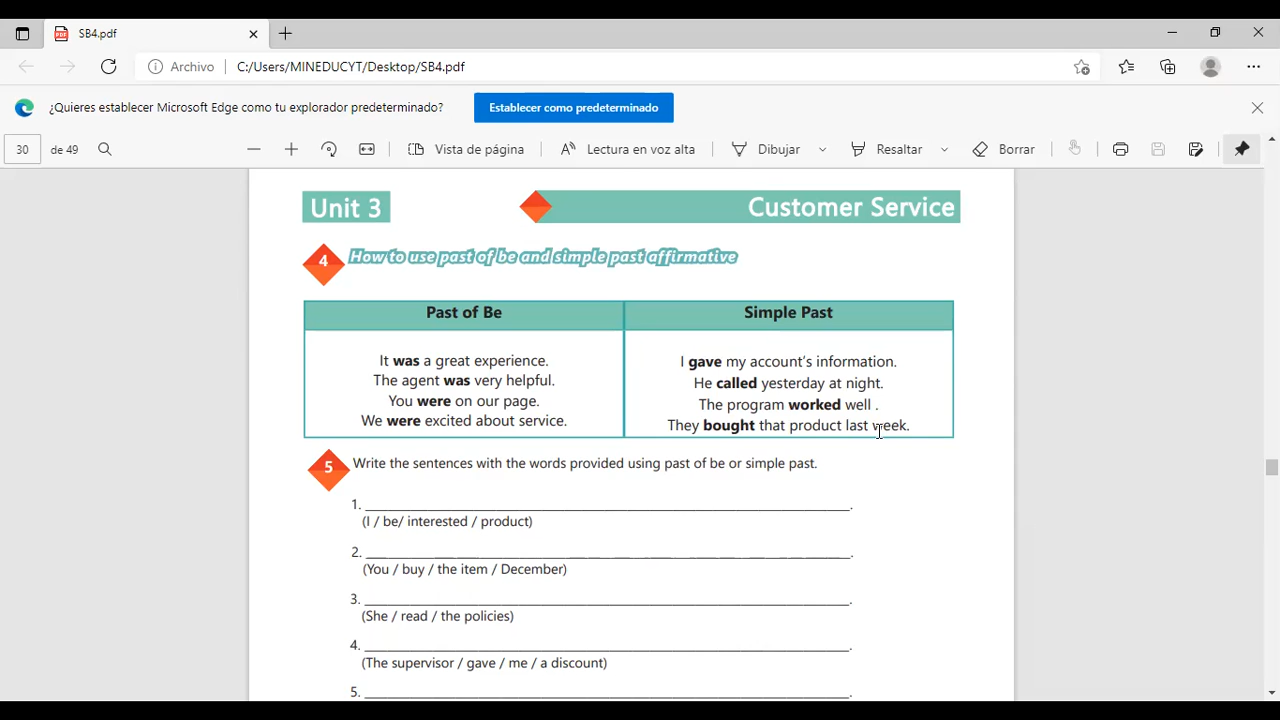 SB4.pdf
Archivo C:/Users/MINEDUCYT/Desktop/SB4.pdf
¿Quieres establecer Microsoft Edge como tu explorador predeterminado? Establecer como predeterminado
30 de 49 Vista de página Lectura en voz alta Dibujar Resaltar Borrar
Unit 3 Customer Service
4 How to use past of be and simple past affirmative
Past of Be
It was a great experience.
The agent was very helpful.
You were on our page.
We were excited about service.
Simple Past
I gave my account's information.
He called yesterday at night.
The program worked well .
They bought that product last week.
5 Write the sentences with the words provided using past of be or simple past.
1. ______________________________.
(I / be/ interested / product)
2. ______________________________.
(You / buy / the item / December)
3. ______________________________.
(She / read / the policies)
4. ______________________________.
(The supervisor / gave / me / a discount)
5. ______________________________.